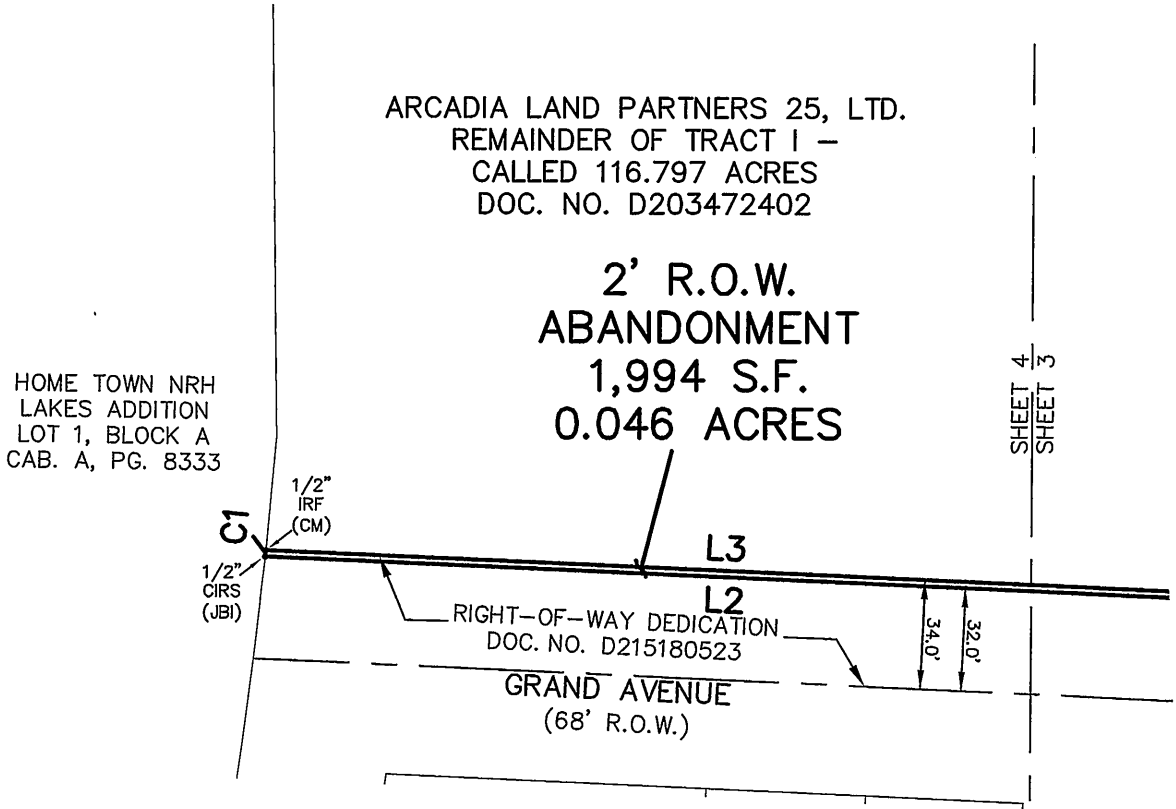 ARCADIA LAND PARTNERS 25, LTD.
REMAINDER OF TRACT I –
CALLED 116.797 ACRES
DOC. NO. D203472402
2' R.O.W.
ABANDONMENT
1,994 S.F.
0.046 ACRES
SHEET 4
SHEET 3
HOME TOWN NRH
LAKES ADDITION
LOT 1, BLOCK A
CAB. A, PG. 8333
1/2"
IRF
(CM)
C1
1/2"
CIRS
(JBI)
L3
L2
RIGHT–OF–WAY DEDICATION
DOC. NO. D215180523
34.0'
32.0'
GRAND AVENUE
(68' R.O.W.)